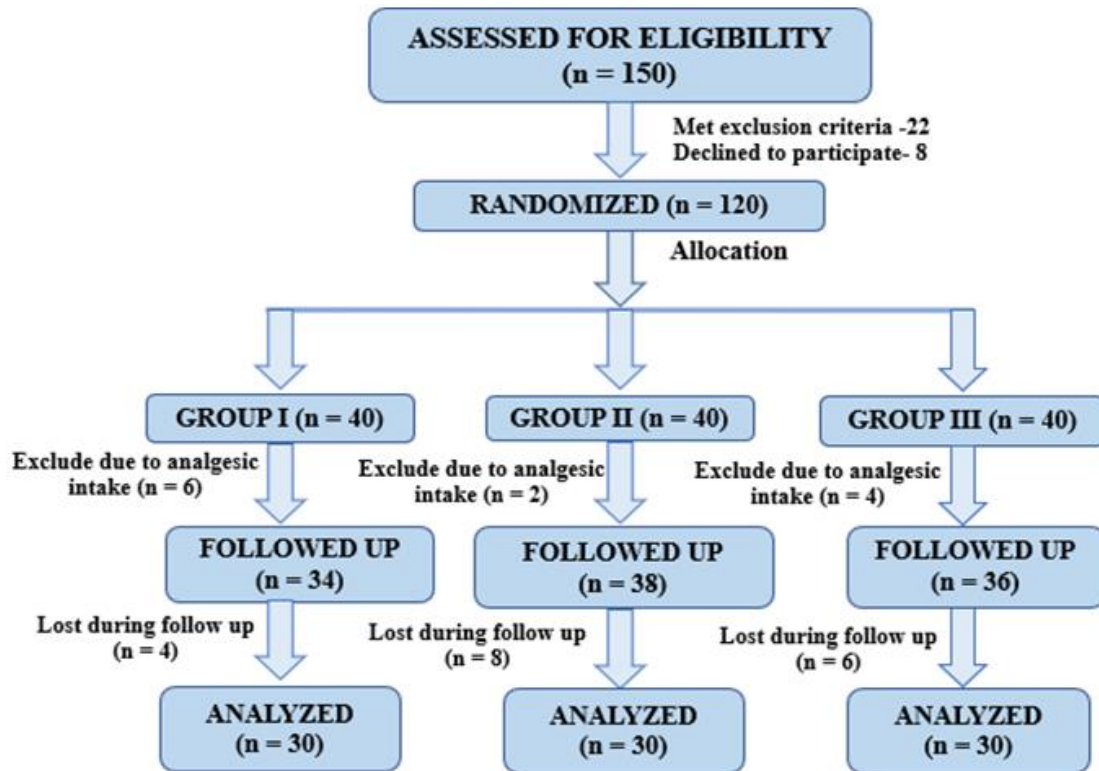 ASSESSED FOR ELIGIBILITY
(n = 150)
Met exclusion criteria -22
Declined to participate- 8
RANDOMIZED (n = 120)
Allocation
GROUP I (n = 40)
GROUP II (n = 40)
GROUP III (n = 40)
Exclude due to analgesic
intake (n = 6)
Exclude due to analgesic
intake (n = 2)
Exclude due to analgesic
intake (n = 4)
FOLLOWED UP
(n = 34)
FOLLOWED UP
(n = 38)
FOLLOWED UP
(n = 36)
Lost during follow up
(n = 4)
Lost during follow up
(n = 8)
Lost during follow up
(n = 6)
ANALYZED
(n = 30)
ANALYZED
(n = 30)
ANALYZED
(n = 30)